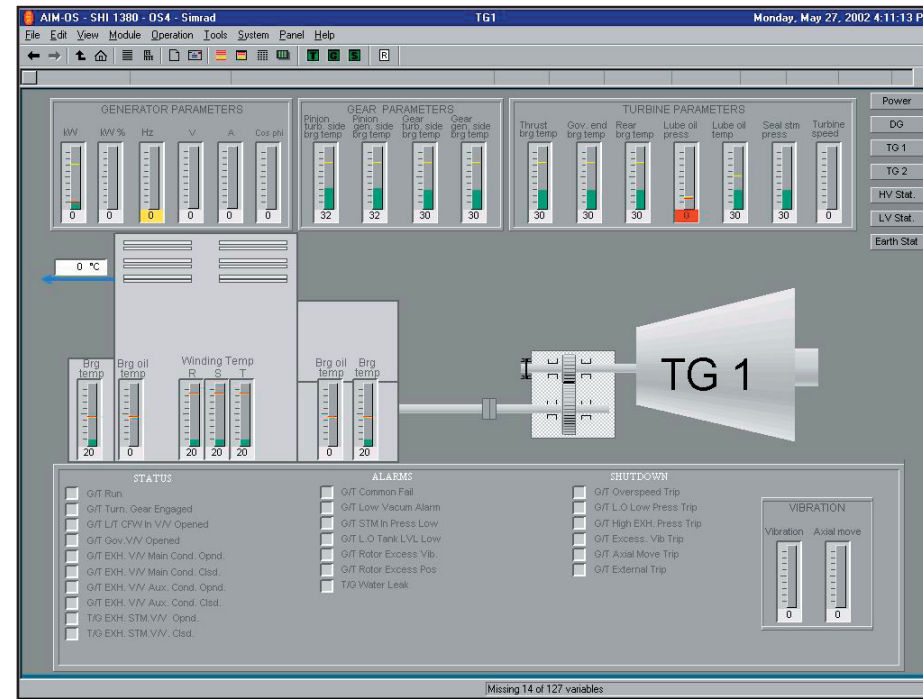 AIM-OS - SHI 1380 - OS4 - Simrad TG1 Monday, May 27, 2002 4:11:13 P
File Edit View Module Operation Tools System Panel Help
T G S R
GENERATOR PARAMETERS
kW kW % Hz V A Cos phi
0 0 0 0 0 0
GEAR PARAMETERS
Pinion Pinion Gear Gear
turb. side gen. side turb. side gen. side
brg temp brg temp brg temp brg temp
32 32 30 30
TURBINE PARAMETERS
Thrust Gov. end Rear Lube oil Lube oil Seal stm Turbine
brg temp brg temp brg temp press temp press speed
30 30 30 0 30 30 0
Power
DG
TG 1
TG 2
HV Stat.
LV Stat.
Earth Stat
0 °C
Brg Brg oil Winding Temp Brg oil Brg
temp temp R S T temp temp
20 0 20 20 20 0 20
TG 1
STATUS
G/T Run
G/T Turn. Gear Engaged
G/T L/T CFW In V/V Opened
G/T Gov.V/V Opened
G/T EXH. V/V Main Cond. Opnd.
G/T EXH. V/V Main Cond. Clsd.
G/T EXH. V/V Aux. Cond. Opnd.
G/T EXH. V/V Aux. Cond. Clsd.
T/G EXH. STM.V/V. Opnd.
T/G EXH. STM.V/V. Clsd.
ALARMS
G/T Common Fail
G/T Low Vacum Alarm
G/T STM In Press Low
G/T L.O Tank LVL Low
G/T Rotor Excess Vib.
G/T Rotor Excess Pos
T/G Water Leak
SHUTDOWN
G/T Overspeed Trip
G/T L.O Low Press Trip
G/T High EXH. Press Trip
G/T Excess. Vib Trip
G/T Axial Move Trip
G/T External Trip
VIBRATION
Vibration Axial move
0 0
Missing 14 of 127 variables